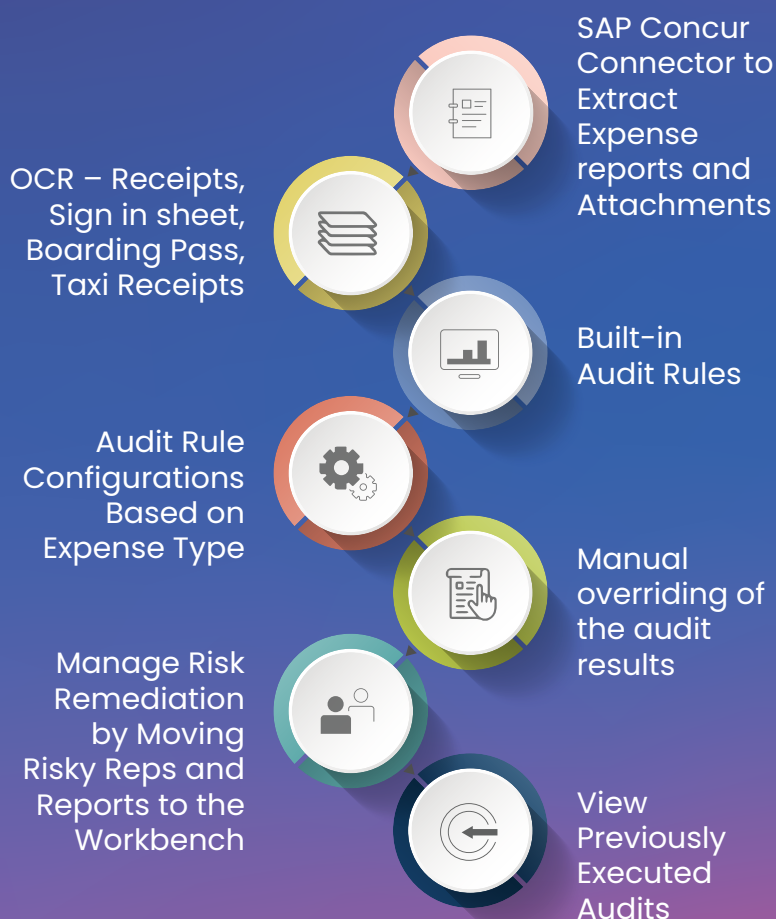 SAP Concur
Connector to
Extract
Expense
reports and
Attachments
OCR – Receipts,
Sign in sheet,
Boarding Pass,
Taxi Receipts
Built-in
Audit Rules
Audit Rule
Configurations
Based on
Expense Type
Manual
overriding of
the audit
results
Manage Risk
Remediation
by Moving
Risky Reps and
Reports to the
Workbench
View
Previously
Executed
Audits